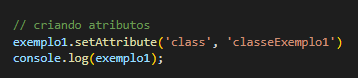 // criando atributos
exemplo1.setAttribute('class', 'classeExemplo1')
console.log(exemplo1);